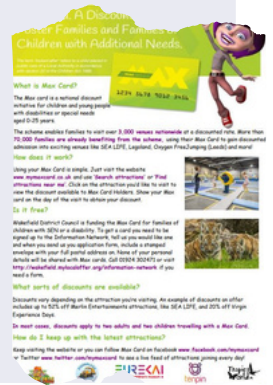 A Discount
Foster Families and Families of
Children with Additional Needs.
MAX
What is Max Card?
The Max card is a national discount
initiative for children and young people
with disabilities or special needs
aged 0-25 years.
The scheme enables families to visit over 3,000 venues nationwide at a discounted rate. More than
70,000 families are already benefiting from the scheme, using their Max Card to gain discounted
admission into exciting venues like SEA LIFE, Legoland, Oxygen FreeJumping (Leeds) and more!
How does it work?
Using your Max Card is simple. Just visit the website
www.mymaxcard.co.uk and use 'Search attractions' or 'Find
attractions near me'. Click on the attraction you'd like to visit to
view the discount available to Max Card Holders. Show your Max
card on the day of the visit to obtain your discount.
Is it free?
Wakefield District Council is funding the Max Card for families of
children with SEN or a disability. To get a card you need to be
signed up to the Information Network, tell us you would like one
and when you send us your application form, include a stamped
envelope with your full postal address on. None of your personal
details will be shared with Max cards. Call or visit
http://wakefield.mylocaloffer.org/information-network if you
need a form.
What sorts of discounts are available?
Discounts vary depending on the attraction you're visiting. An example of discounts on offer
includes up to 52% off Merlin Entertainments attractions, like SEA LIFE, and 20% off Virgin
Experience Days.
In most cases, discounts apply to two adults and two children travelling with a Max Card.
How do I keep up with the latest attractions?
Keep visiting the website or you can follow Max Card on Facebook www.facebook.com/mymaxcard
or Twitter www.twitter.com/mymaxcard to see a live feed of attractions joining every day!
EUREKA!